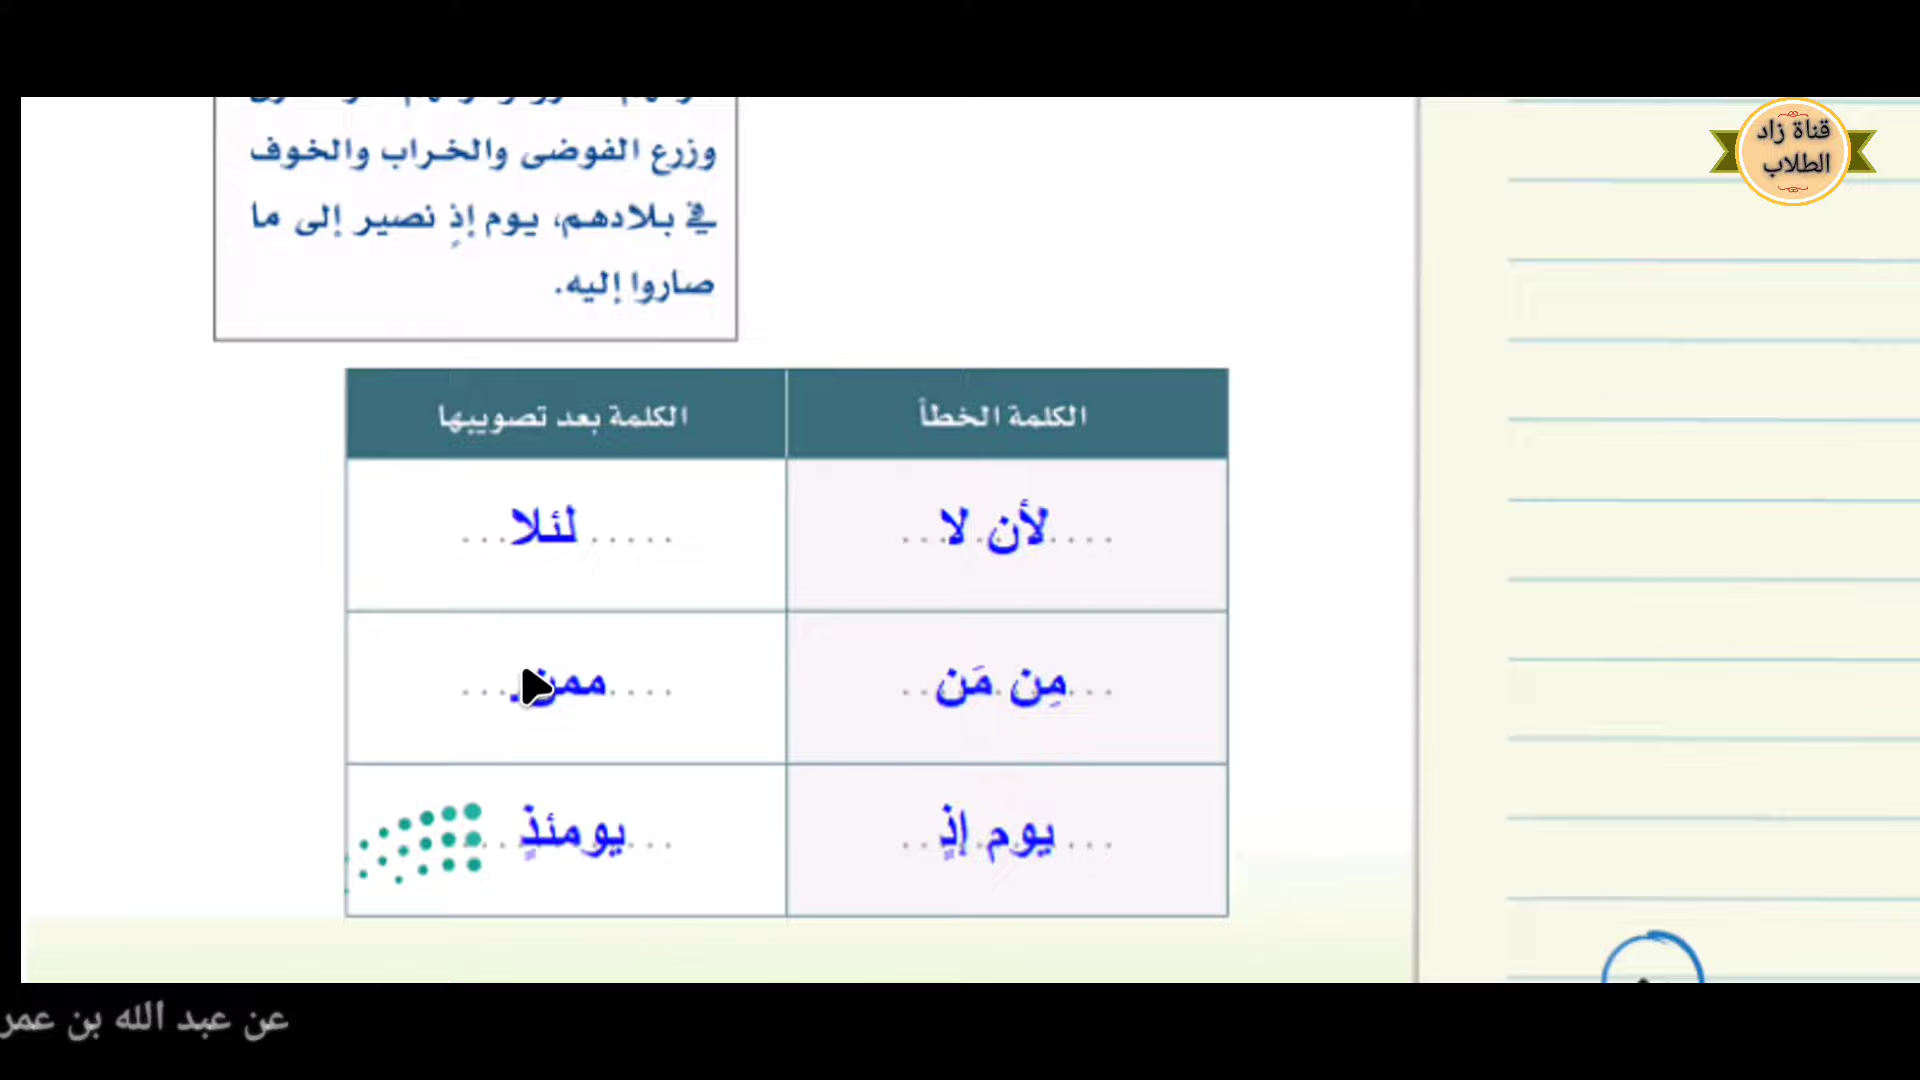 قناة زاد
الطلاب
وزرع الفوضى والخراب والخوف
في بلادهم، يوم إذٍ نصير إلى ما
صاروا إليه.
الكلمة الخطأ
الكلمة بعد تصويبها
لأن لا
لئلا
مِن مَن
ممن
يوم إذٍ
يومئذٍ
عن عبد الله بن عمر